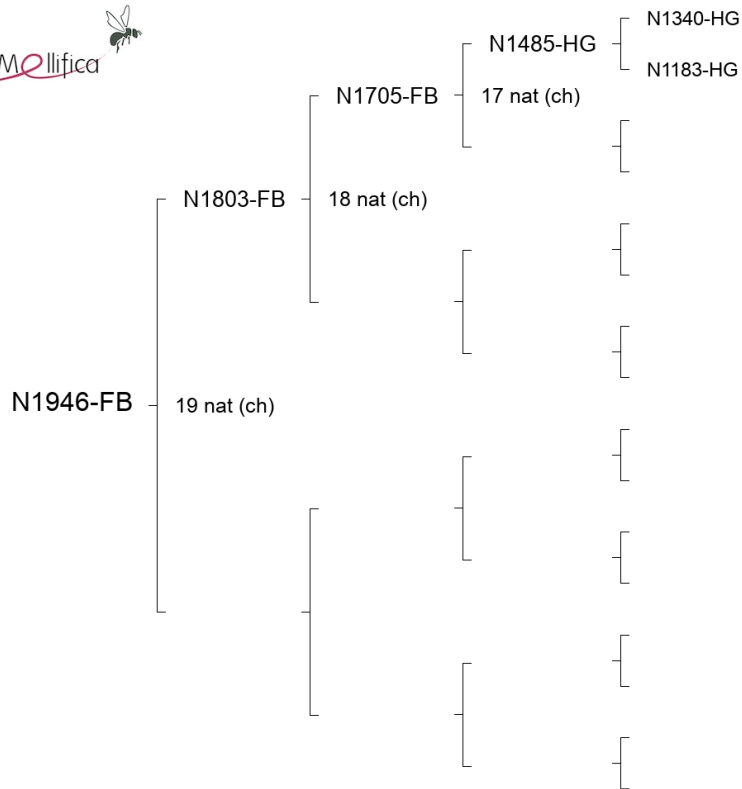 Mellifica
N1340-HG
N1485-HG
N1183-HG
N1705-FB
17 nat (ch)
N1803-FB
18 nat (ch)
N1946-FB
19 nat (ch)